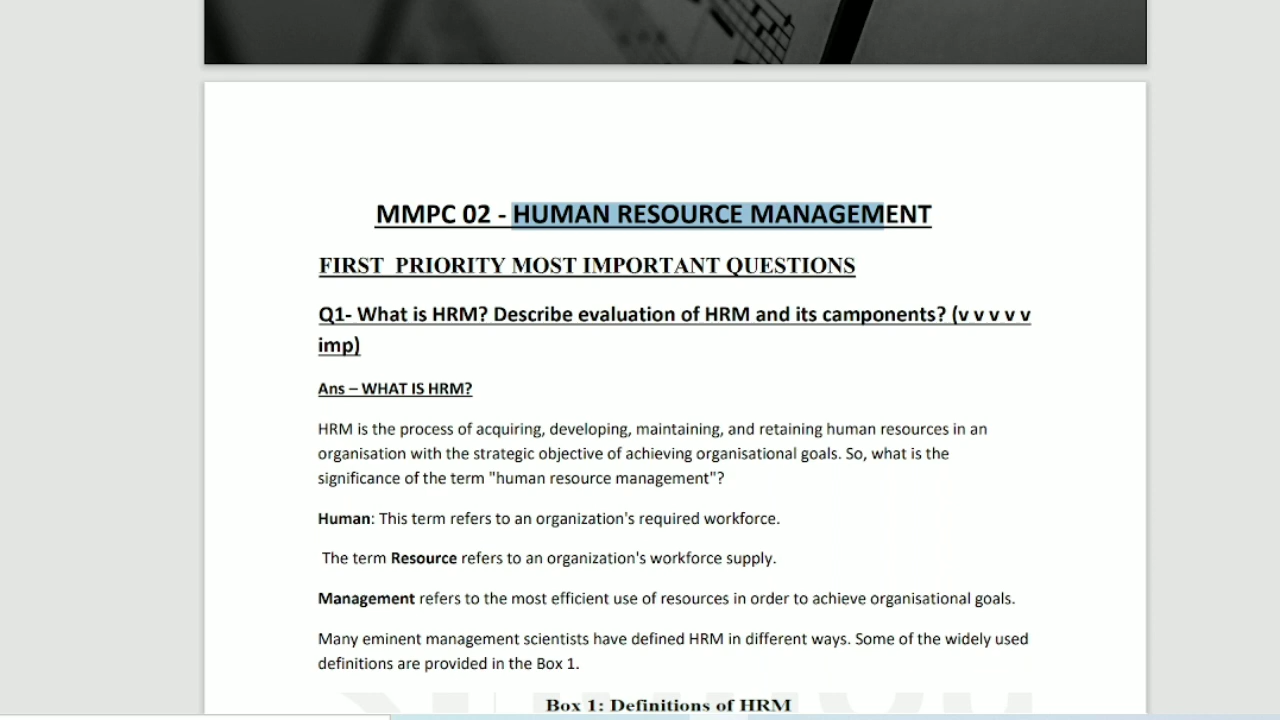 MMPC 02 - HUMAN RESOURCE MANAGEMENT
FIRST PRIORITY MOST IMPORTANT QUESTIONS
Q1- What is HRM? Describe evaluation of HRM and its camponents? (v v v v v
imp)
Ans – WHAT IS HRM?
HRM is the process of acquiring, developing, maintaining, and retaining human resources in an
organisation with the strategic objective of achieving organisational goals. So, what is the
significance of the term "human resource management"?
Human: This term refers to an organization's required workforce.
The term Resource refers to an organization's workforce supply.
Management refers to the most efficient use of resources in order to achieve organisational goals.
Many eminent management scientists have defined HRM in different ways. Some of the widely used
definitions are provided in the Box 1.
Box 1: Definitions of HRM